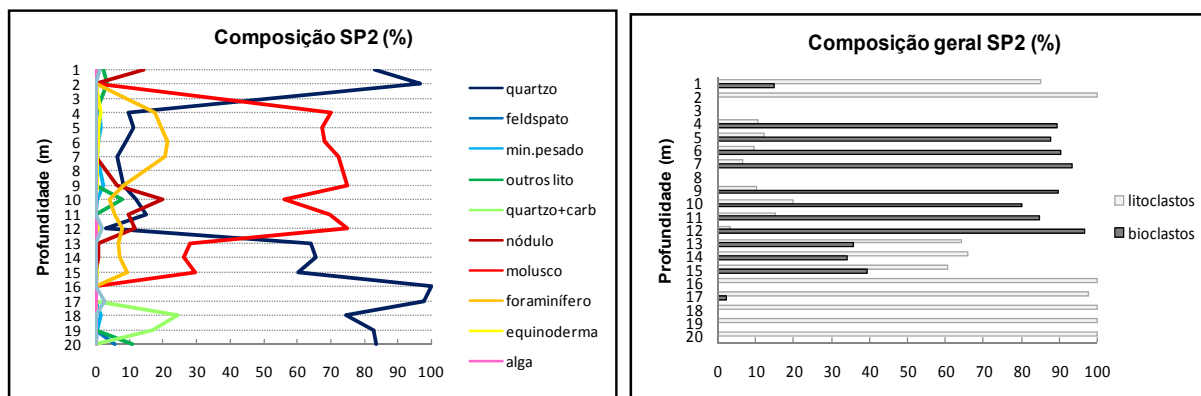 Composição SP2 (%)
Profundidade (m)
1
2
3
4
5
6
7
8
9
10
11
12
13
14
15
16
17
18
19
20
0 10 20 30 40 50 60 70 80 90 100
quartzo
feldspato
min.pesado
outros lito
quartzo+carb
nódulo
molusco
foraminífero
equinoderma
alga
Composição geral SP2 (%)
Profundidade (m)
1
2
3
4
5
6
7
8
9
10
11
12
13
14
15
16
17
18
19
20
0 10 20 30 40 50 60 70 80 90 100
litoclastos
bioclastos